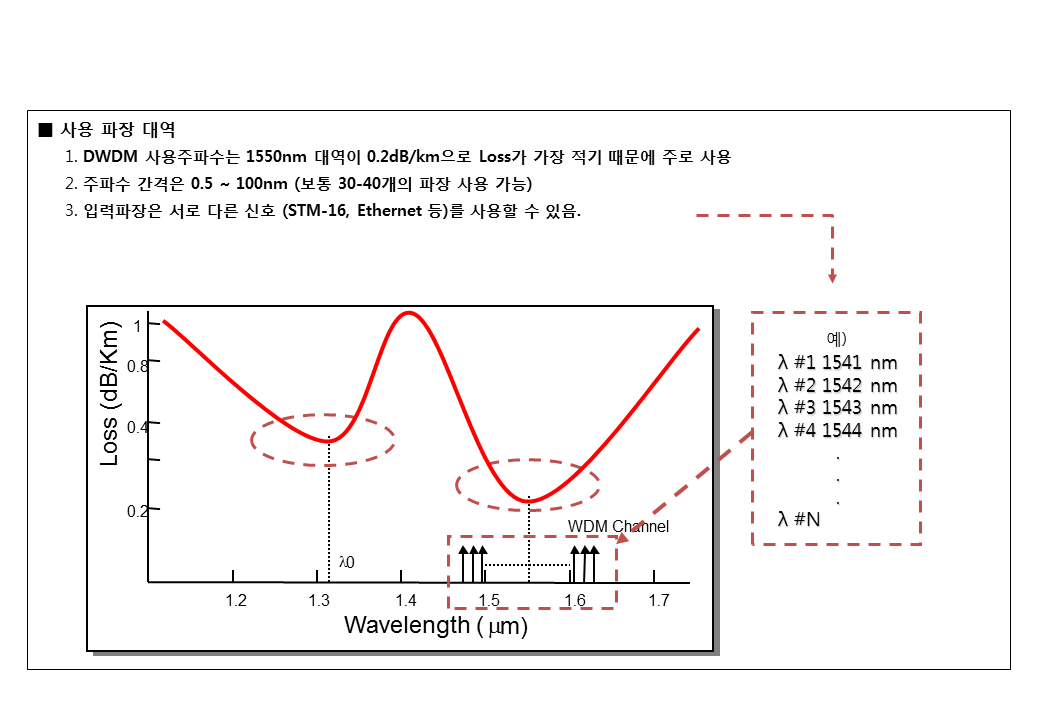 ■ 사용 파장 대역
1. DWDM 사용주파수는 1550nm 대역이 0.2dB/km으로 Loss가 가장 적기 때문에 주로 사용
2. 주파수 간격은 0.5 ~ 100nm (보통 30-40개의 파장 사용 가능)
3. 입력파장은 서로 다른 신호 (STM-16, Ethernet 등)를 사용할 수 있음.
Loss (dB/Km)
1
0.8
0.4
0.2
λ0
WDM Channel
1.2
1.3
1.4
1.5
1.6
1.7
Wavelength ( μm)
예)
λ #1 1541 nm
λ #2 1542 nm
λ #3 1543 nm
λ #4 1544 nm
.
.
.
λ #N